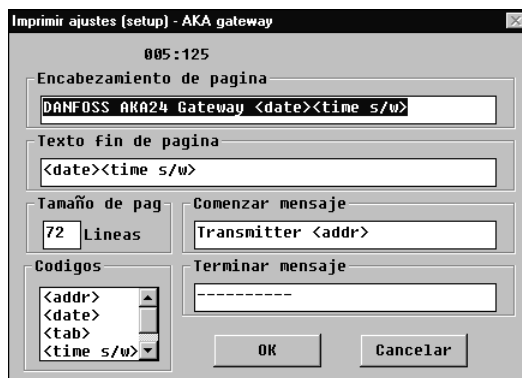 Imprimir ajustes (setup) - AKA gateway
005:125
Encabezamiento de pagina
DANFOSS AKA24 Gateway <date><time s/w>
Texto fin de pagina
<date><time s/w>
Tamaño de pag
72 Lineas
Comenzar mensaje
Transmitter <addr>
Codigos
<addr>
<date>
<tab>
<time s/w>
Terminar mensaje
----------
OK
Cancelar